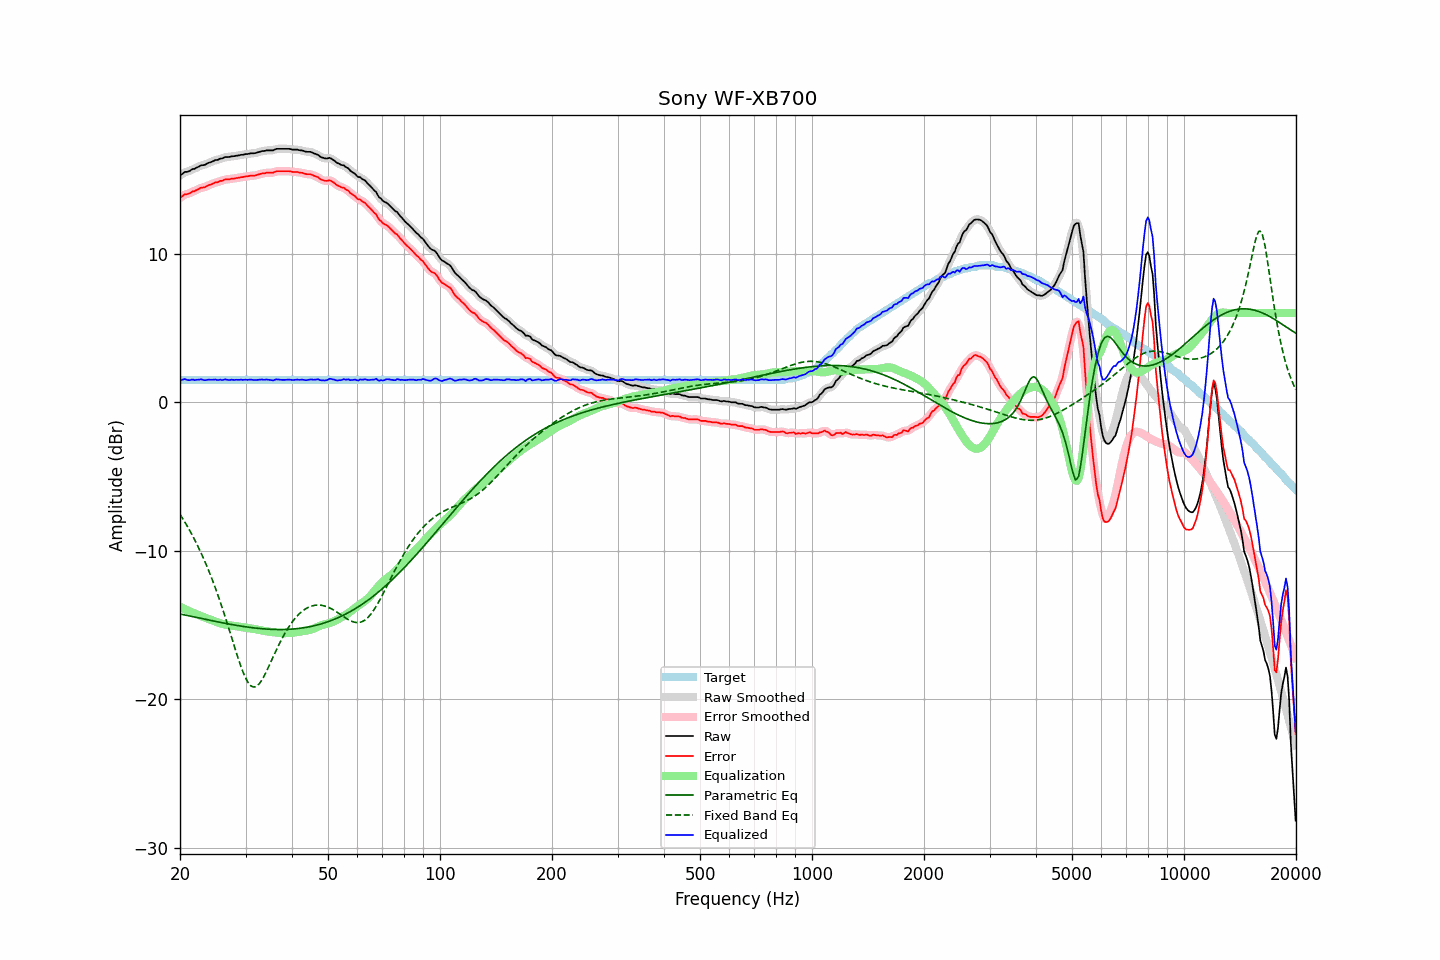 Sony WF-XB700
Amplitude (dBr)
10
0
−10
−20
−30
Target
Raw Smoothed
Error Smoothed
Raw
Error
Equalization
Parametric Eq
Fixed Band Eq
Equalized
20 50 100 200 500 1000 2000 5000 10000 20000
Frequency (Hz)